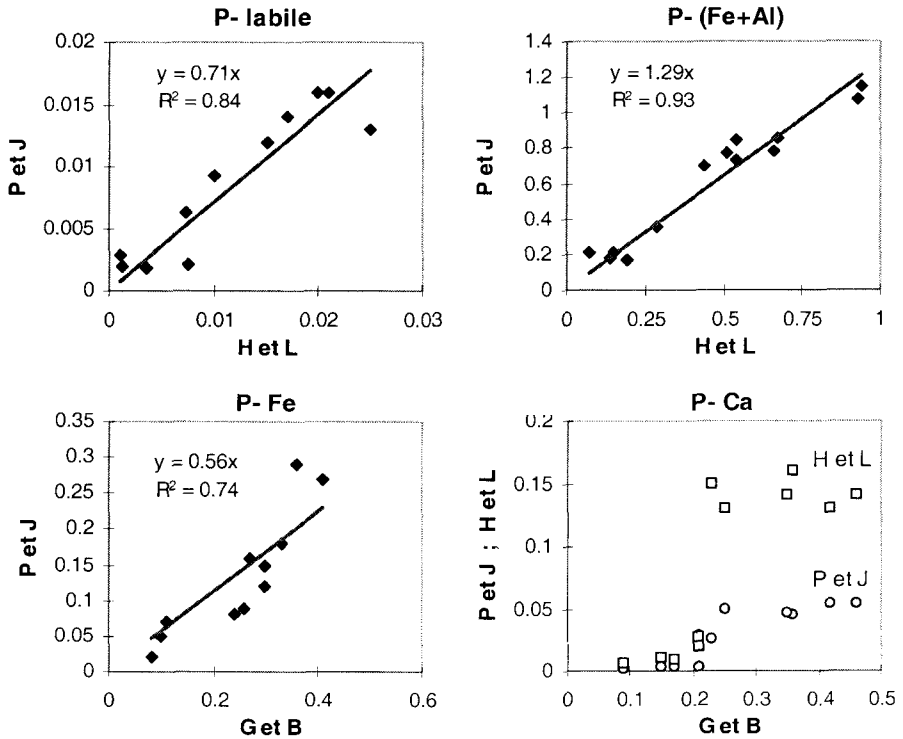 P- labile
0.02
0.015
0.01
0.005
0
P et J
y = 0.71x
R² = 0.84
0
0.01
0.02
0.03
H et L
P- (Fe+Al)
1.4
1.2
1
0.8
0.6
0.4
0.2
0
P et J
y = 1.29x
R² = 0.93
0
0.25
0.5
0.75
1
H et L
P- Fe
0.35
0.3
0.25
0.2
0.15
0.1
0.05
0
P et J
y = 0.56x
R² = 0.74
0
0.2
0.4
0.6
G et B
P- Ca
0.2
0.15
0.1
0.05
0
P et J ; H et L
H et L
P et J
0
0.1
0.2
0.3
0.4
0.5
G et B